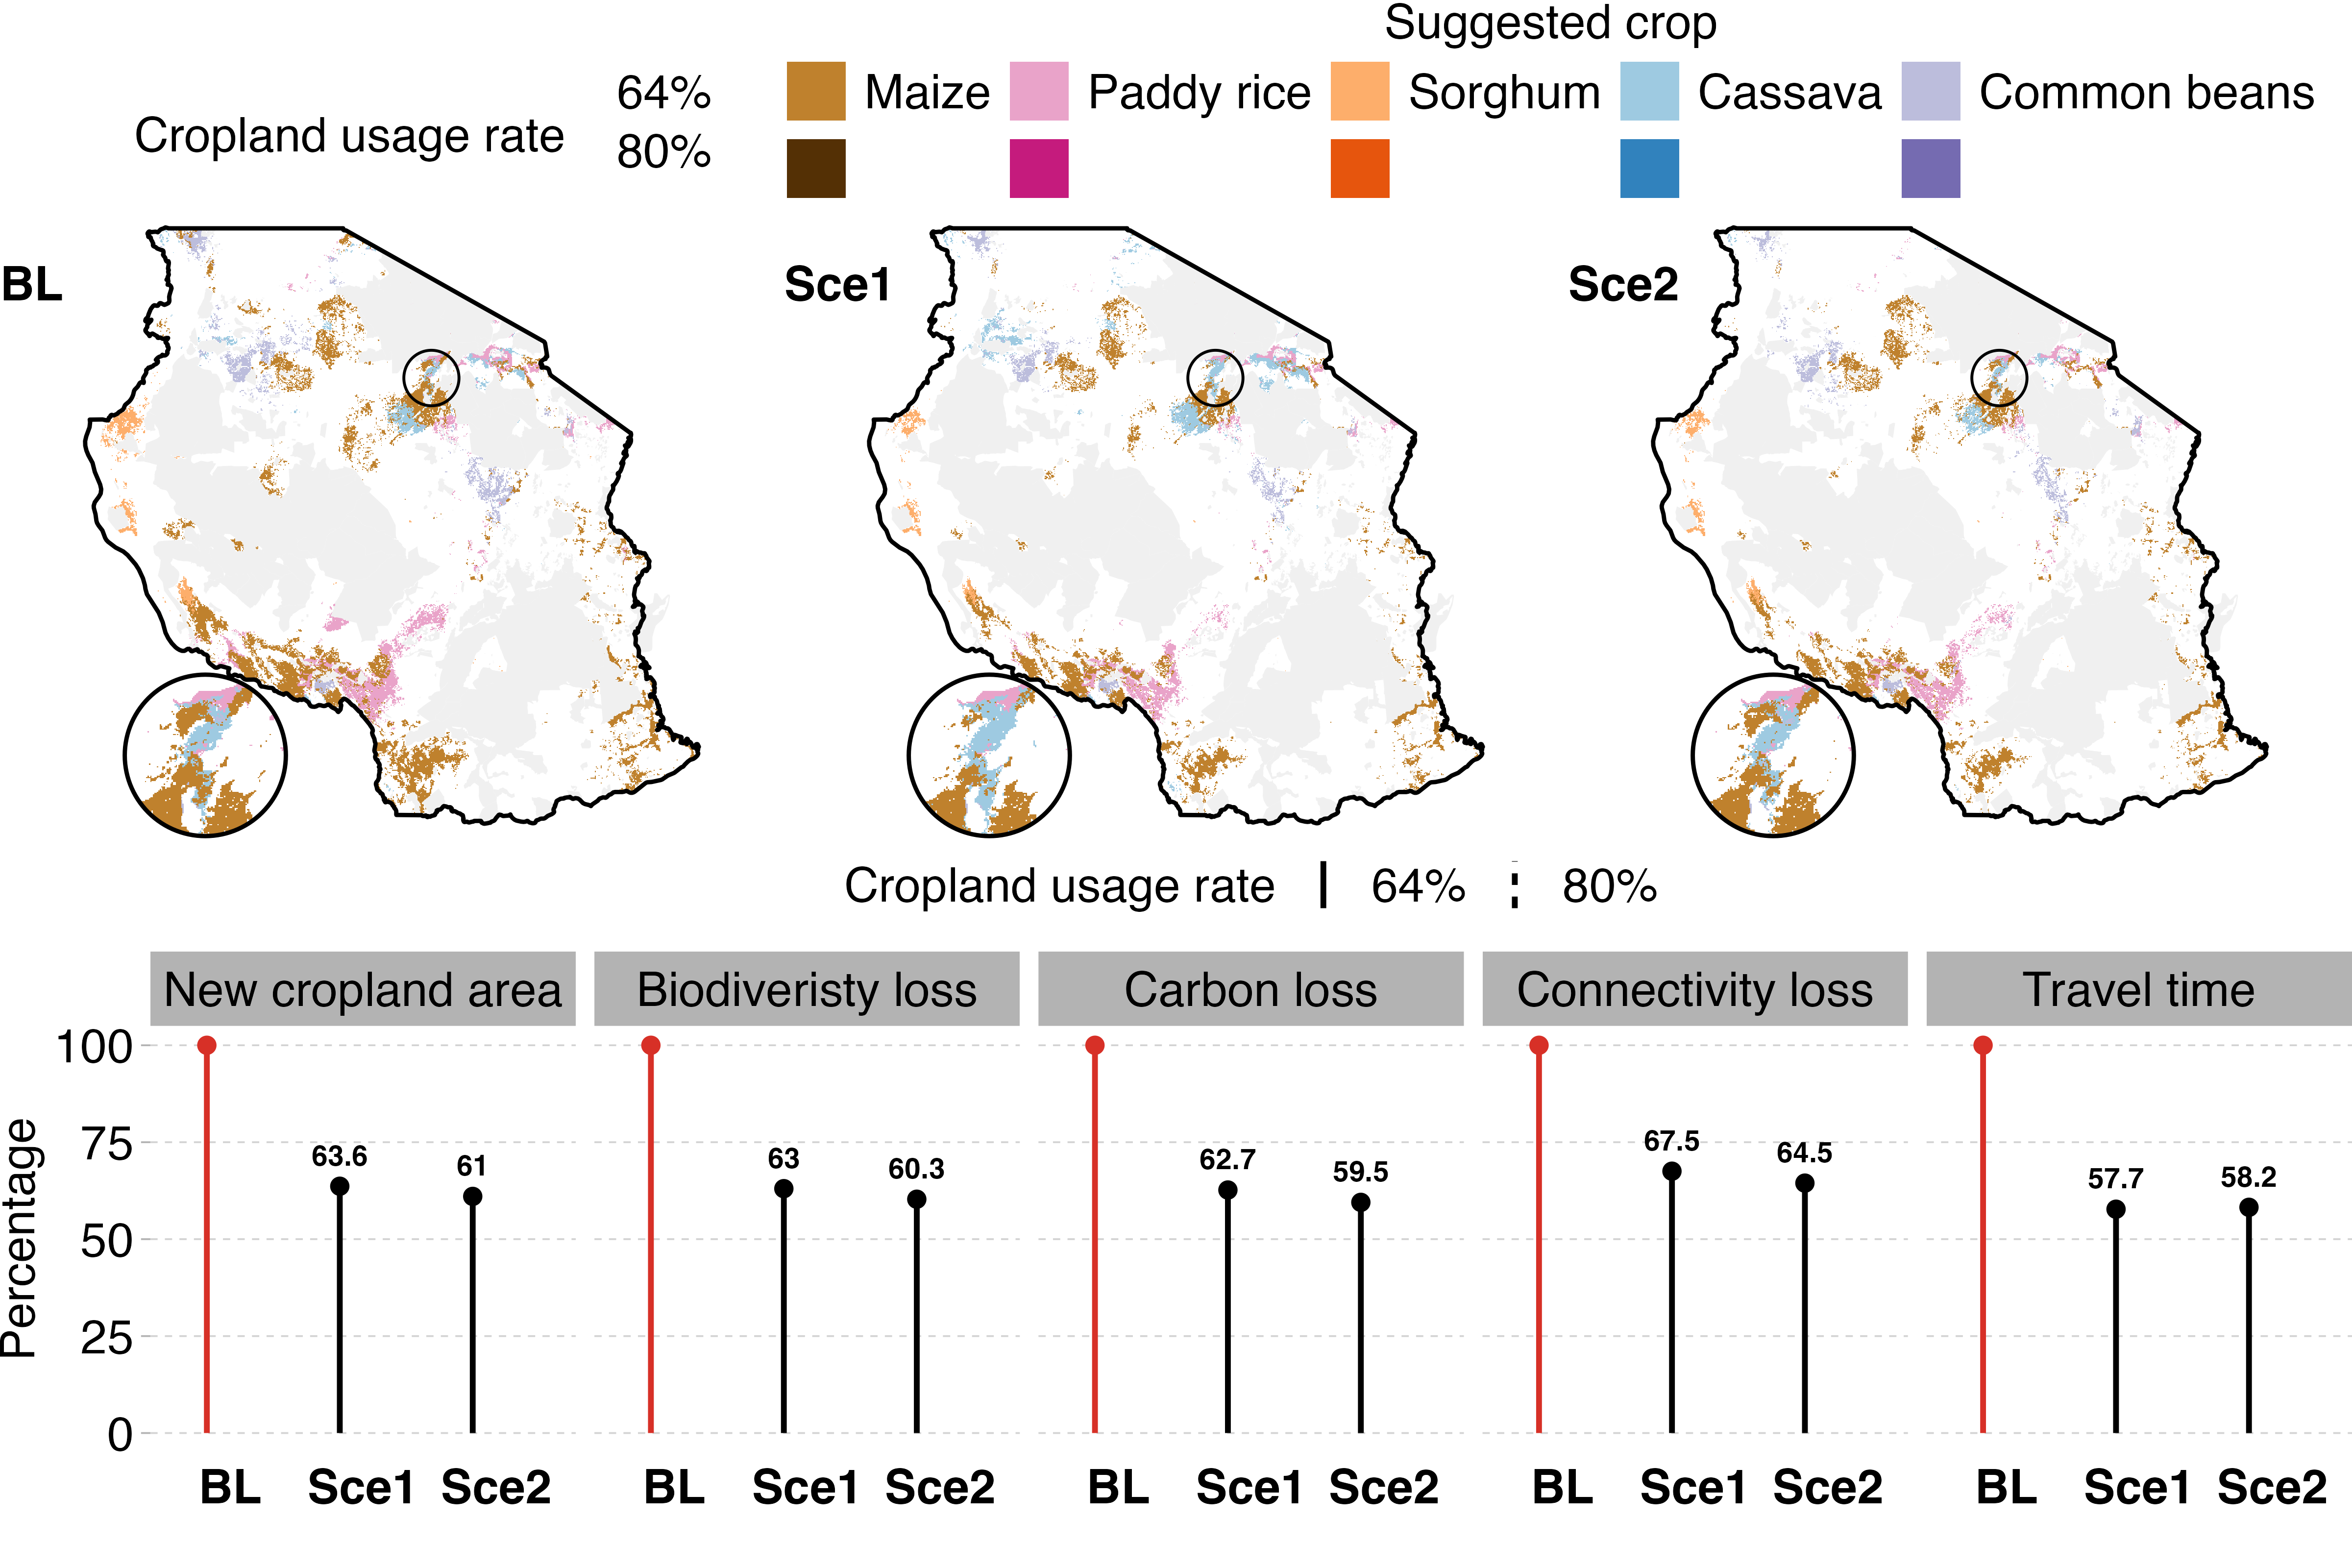 Suggested crop
Cropland usage rate
64%
80%
Maize
Paddy rice
Sorghum
Cassava
Common beans
BL
Sce1
Sce2
Cropland usage rate 64% 80%
New cropland area
Biodiveristy loss
Carbon loss
Connectivity loss
Travel time
Percentage
100
75
50
25
0
63.6
61
63
60.3
62.7
59.5
67.5
64.5
57.7
58.2
BL Sce1 Sce2
BL Sce1 Sce2
BL Sce1 Sce2
BL Sce1 Sce2
BL Sce1 Sce2